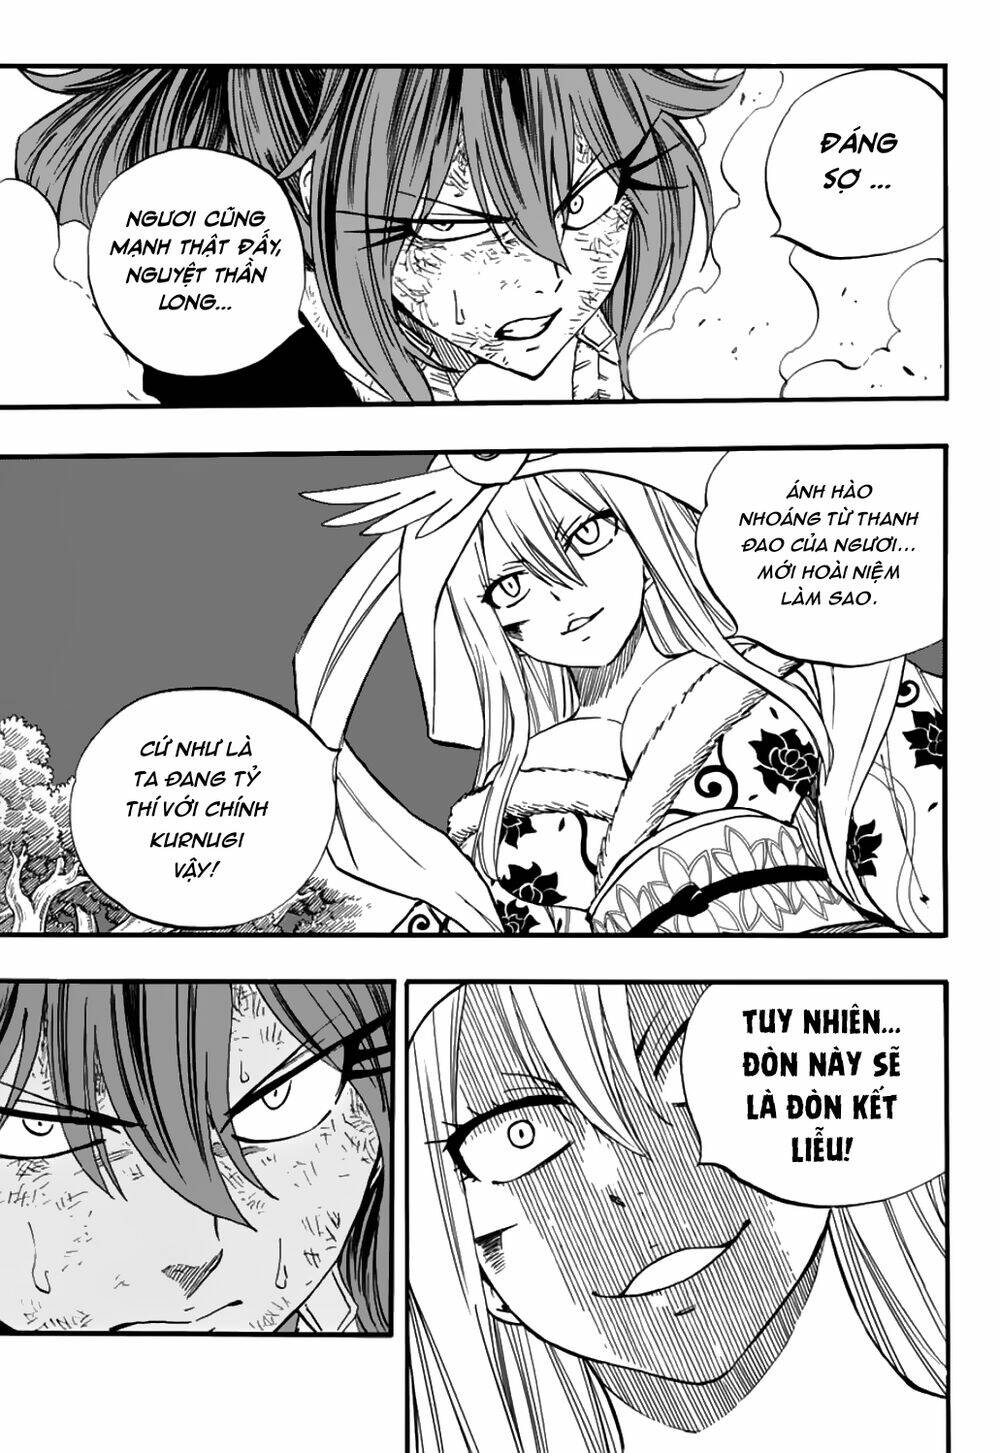 ĐÁNG
SỢ ...
NGƯƠI CŨNG
MẠNH THẬT ĐẤY,
NGUYỆT THẦN
LONG...
ÁNH HÀO
NHOÁNG TỪ THANH
ĐAO CỦA NGƯƠI...
MỚI HOÀI NIỆM
LÀM SAO.
CỨ NHƯ LÀ
TA ĐANG TỶ
THÍ VỚI CHÍNH
KURNUGI
VẬY!
TUY NHIÊN...
ĐÒN NÀY SẼ
LÀ ĐÒN KẾT
LIỄU!